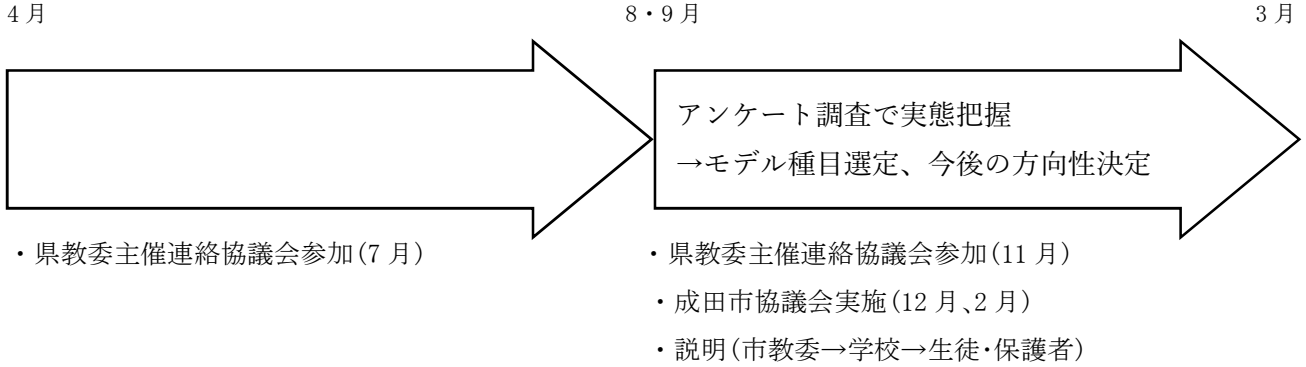 4月
8・9月
3月
アンケート調査で実態把握
→モデル種目選定、今後の方向性決定
・県教委主催連絡協議会参加(7月)
・県教委主催連絡協議会参加(11月)
・成田市協議会実施(12月、2月)
・説明(市教委→学校→生徒・保護者)